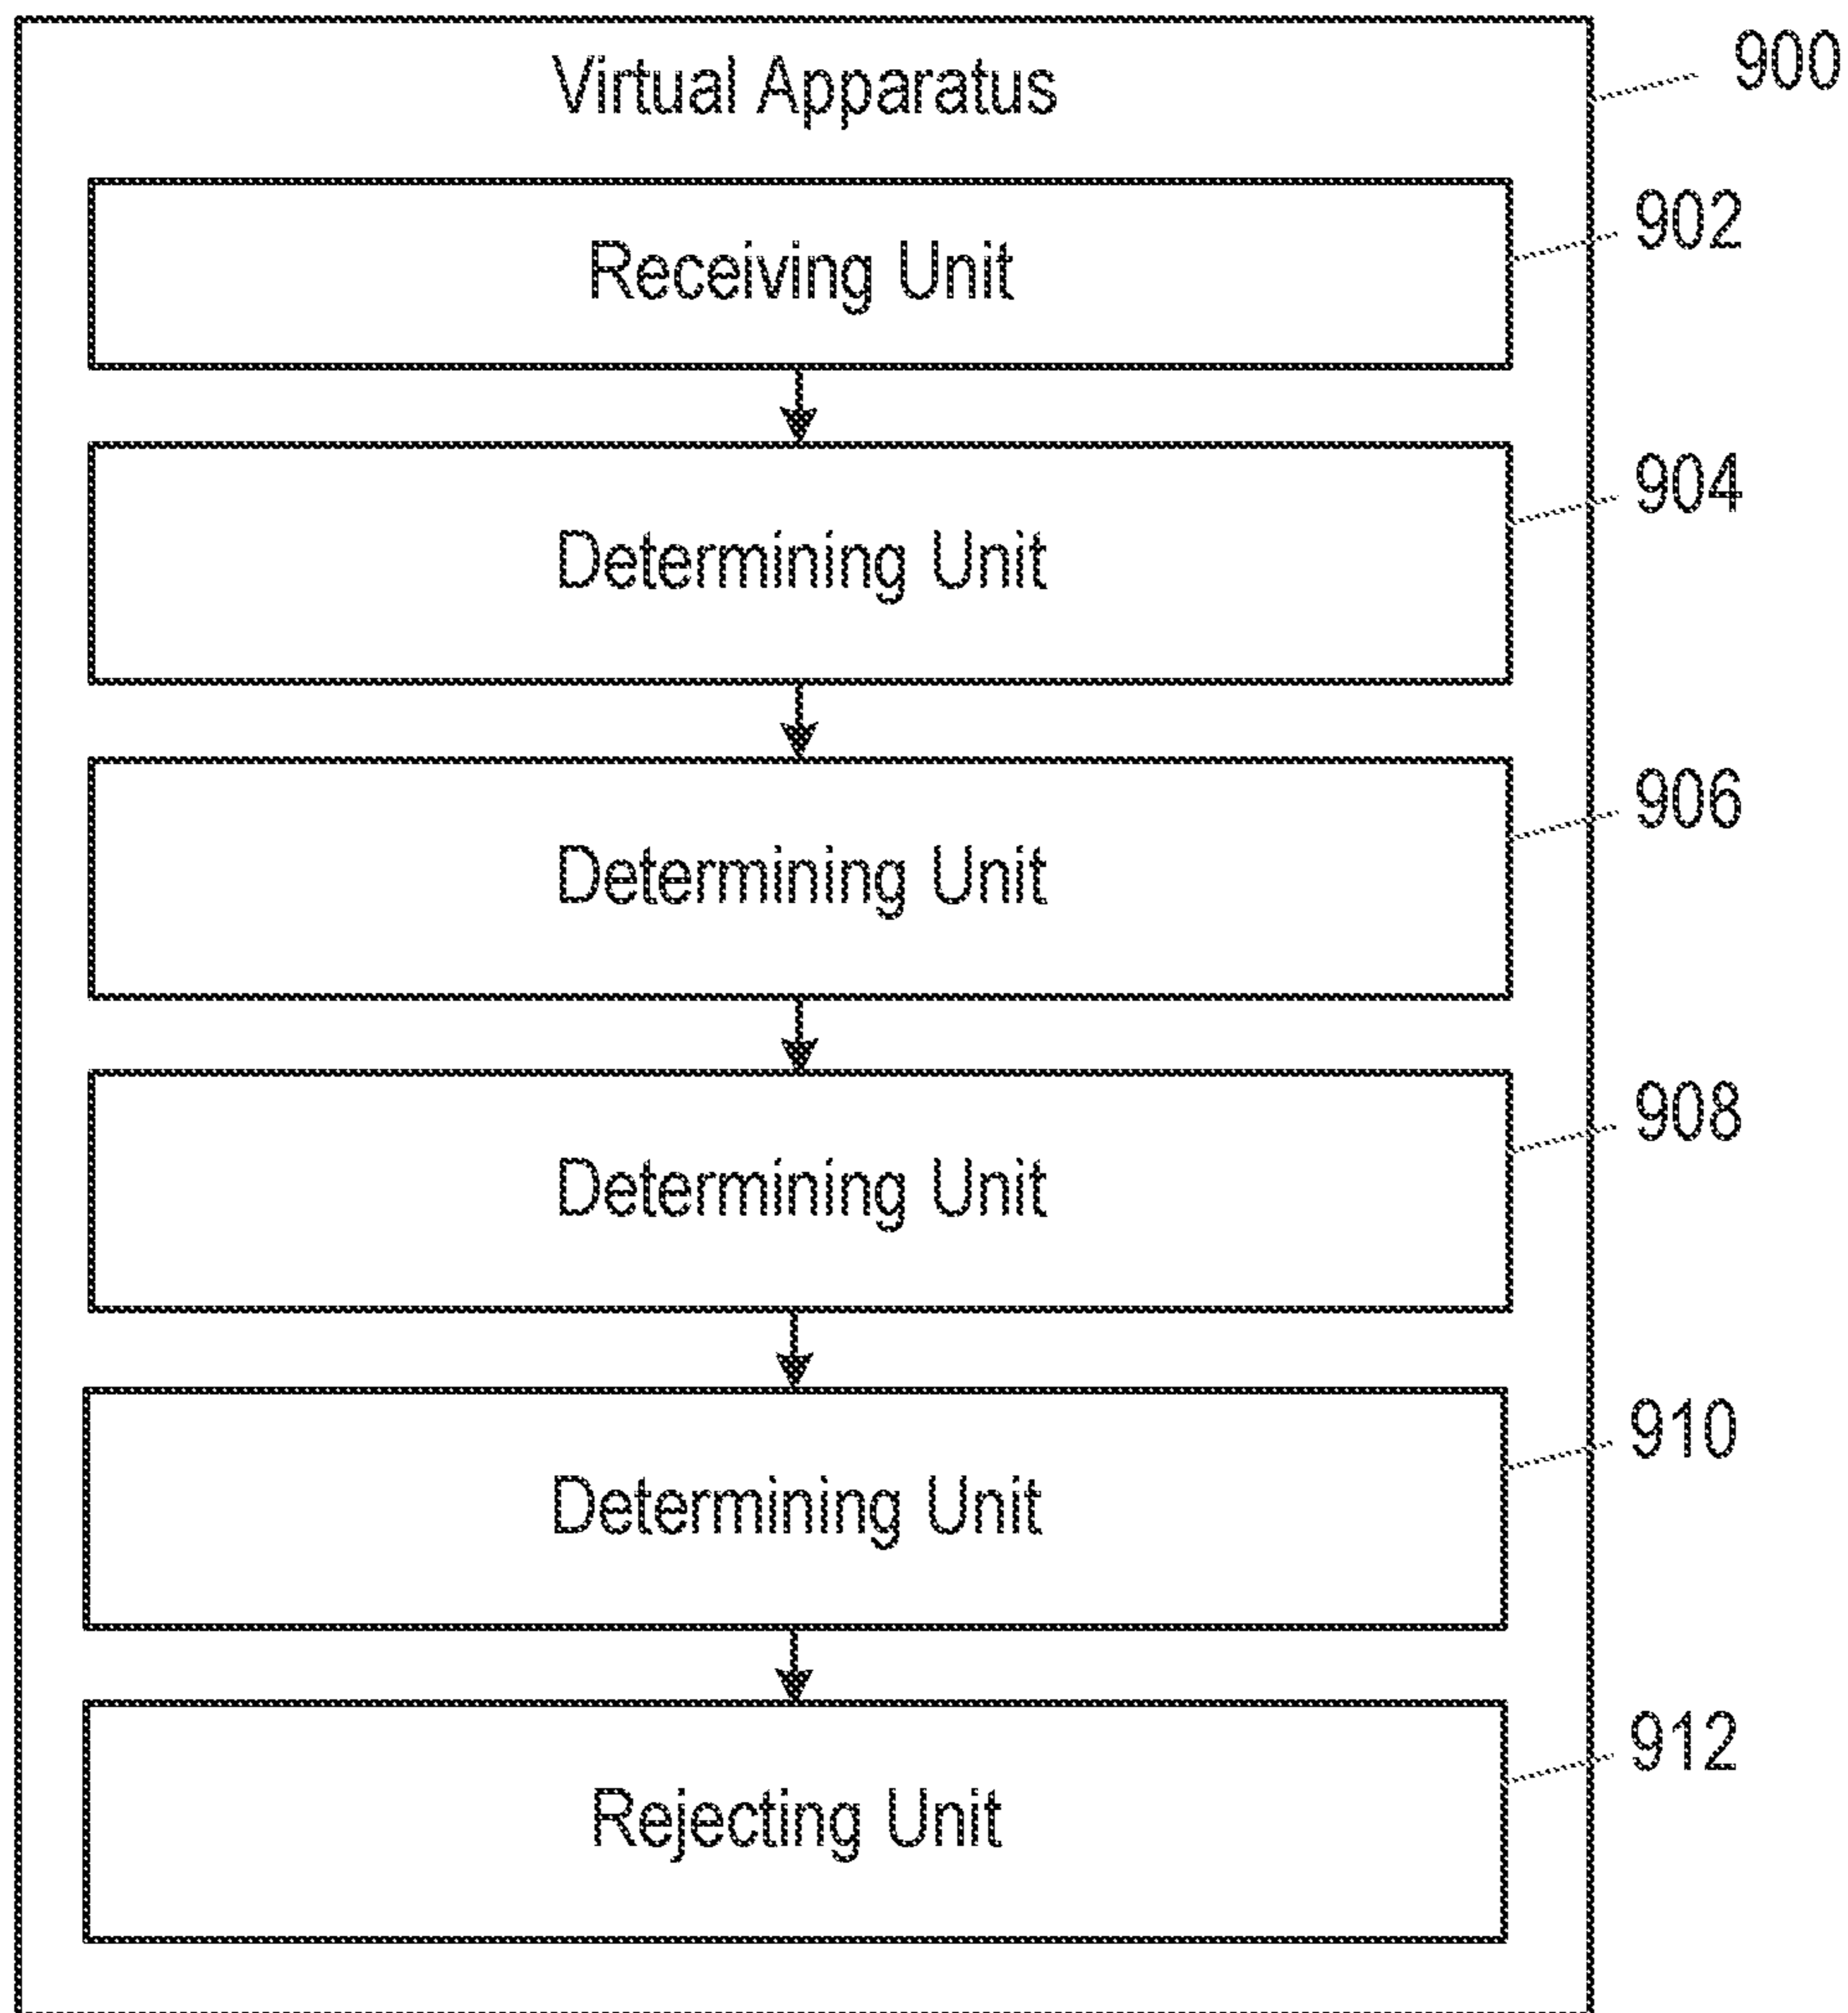 Virtual Apparatus
900
Receiving Unit
902
Determining Unit
904
Determining Unit
906
Determining Unit
908
Determining Unit
910
Rejecting Unit
912